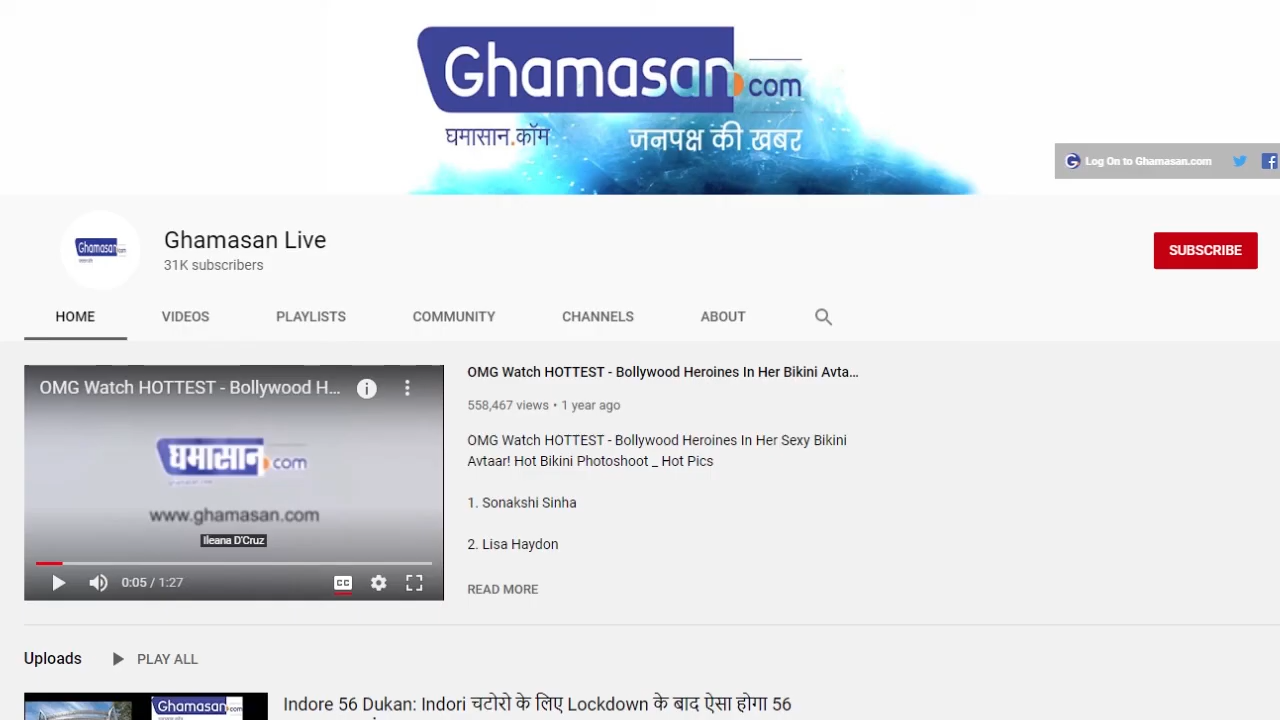 Ghamasan.com
घमासान.कॉम जनपक्ष की खबर
Log On to Ghamasan.com
Ghamasan
Ghamasan Live
31K subscribers
SUBSCRIBE
HOME VIDEOS PLAYLISTS COMMUNITY CHANNELS ABOUT
OMG Watch HOTTEST - Bollywood H...
घमासान.com
www.ghamasan.com
Ileana D'Cruz
0:05 / 1:27
CC
OMG Watch HOTTEST - Bollywood Heroines In Her Bikini Avta...
558,467 views • 1 year ago
OMG Watch HOTTEST - Bollywood Heroines In Her Sexy Bikini
Avtaar! Hot Bikini Photoshoot _ Hot Pics
1. Sonakshi Sinha
2. Lisa Haydon
READ MORE
Uploads PLAY ALL
Ghamasan.com
Indore 56 Dukan: Indori चटोरो के लिए Lockdown के बाद ऐसा होगा 56